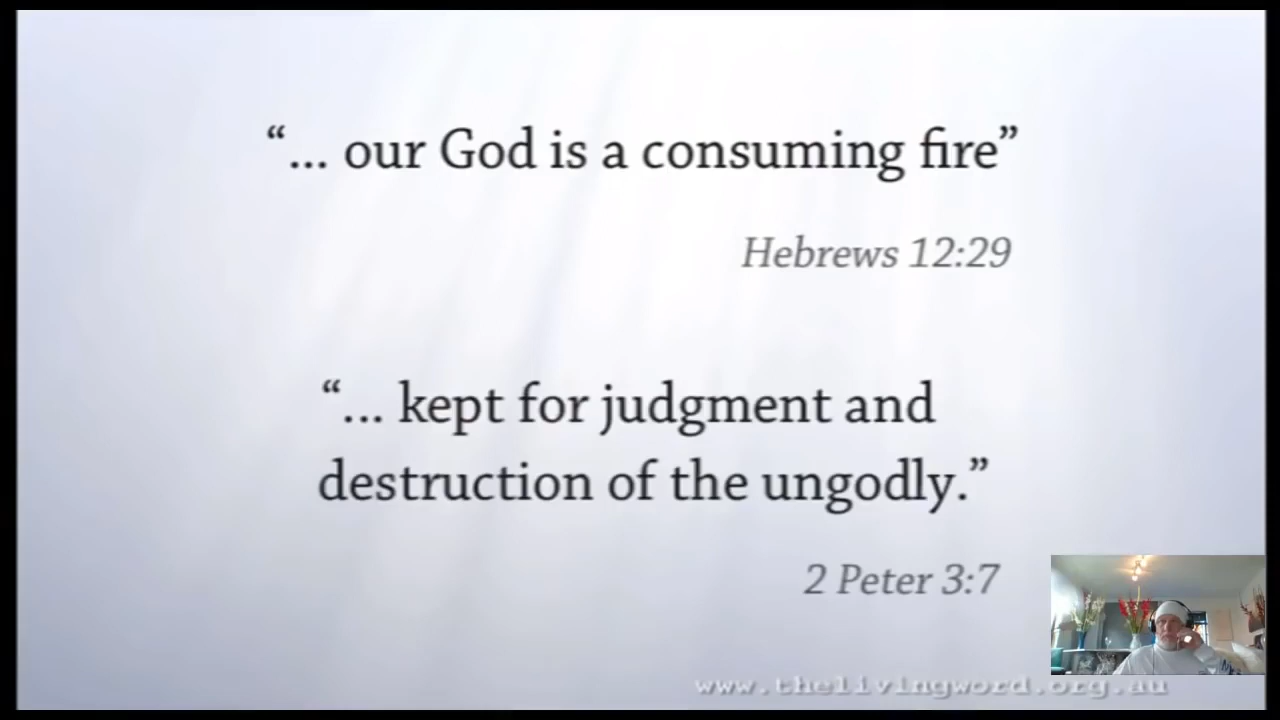 “... our God is a consuming fire”
Hebrews 12:29
“... kept for judgment and
destruction of the ungodly.”
2 Peter 3:7
www.thelivingword.org.au